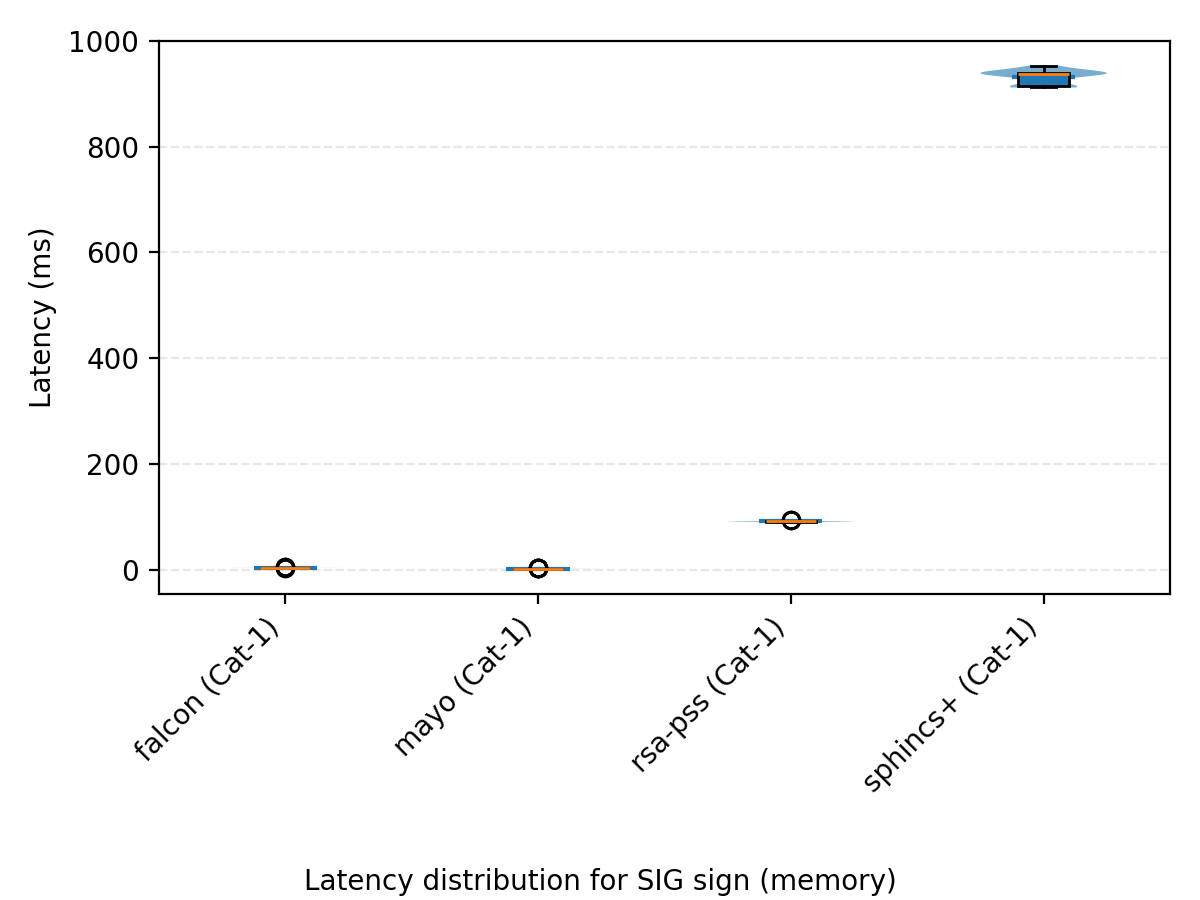 1000
800
600
400
200
0
Latency (ms)
falcon (Cat-1)
mayo (Cat-1)
rsa-pss (Cat-1)
sphincs+ (Cat-1)
Latency distribution for SIG sign (memory)